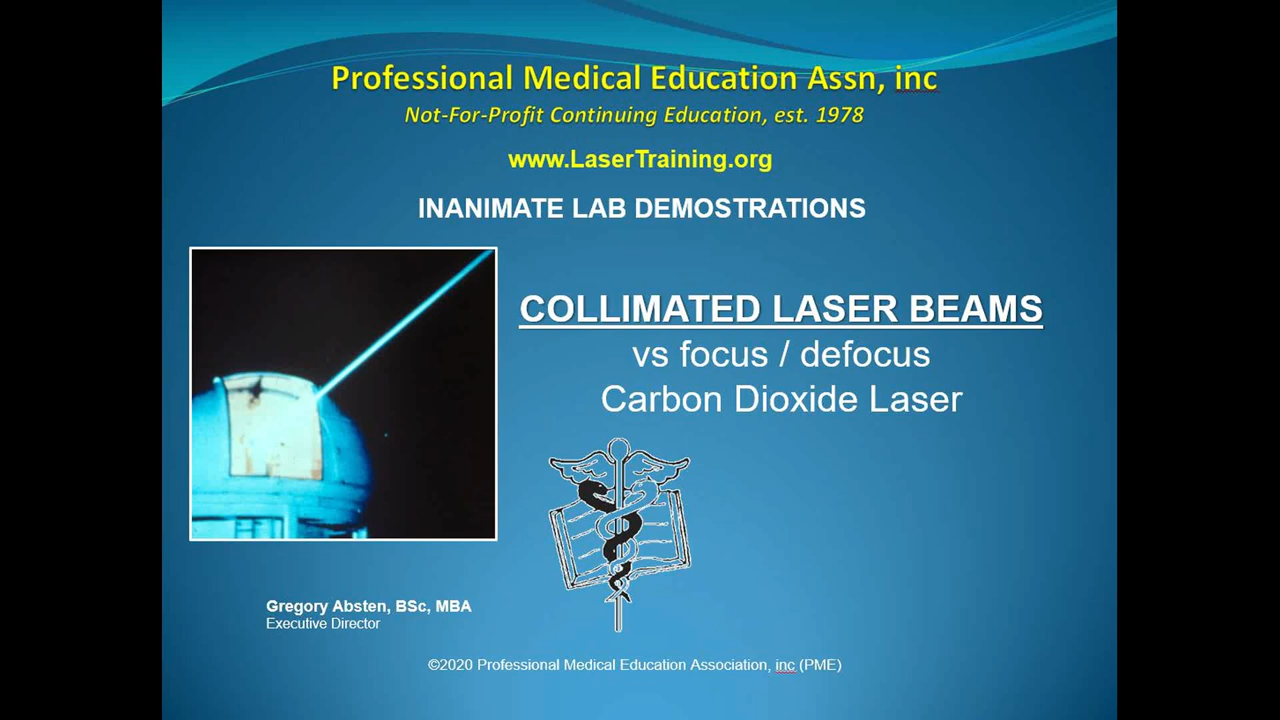 Professional Medical Education Assn, inc
Not-For-Profit Continuing Education, est. 1978
www.LaserTraining.org
INANIMATE LAB DEMOSTRATIONS
COLLIMATED LASER BEAMS
vs focus / defocus
Carbon Dioxide Laser
Gregory Absten, BSc, MBA
Executive Director
©2020 Professional Medical Education Association, inc (PME)